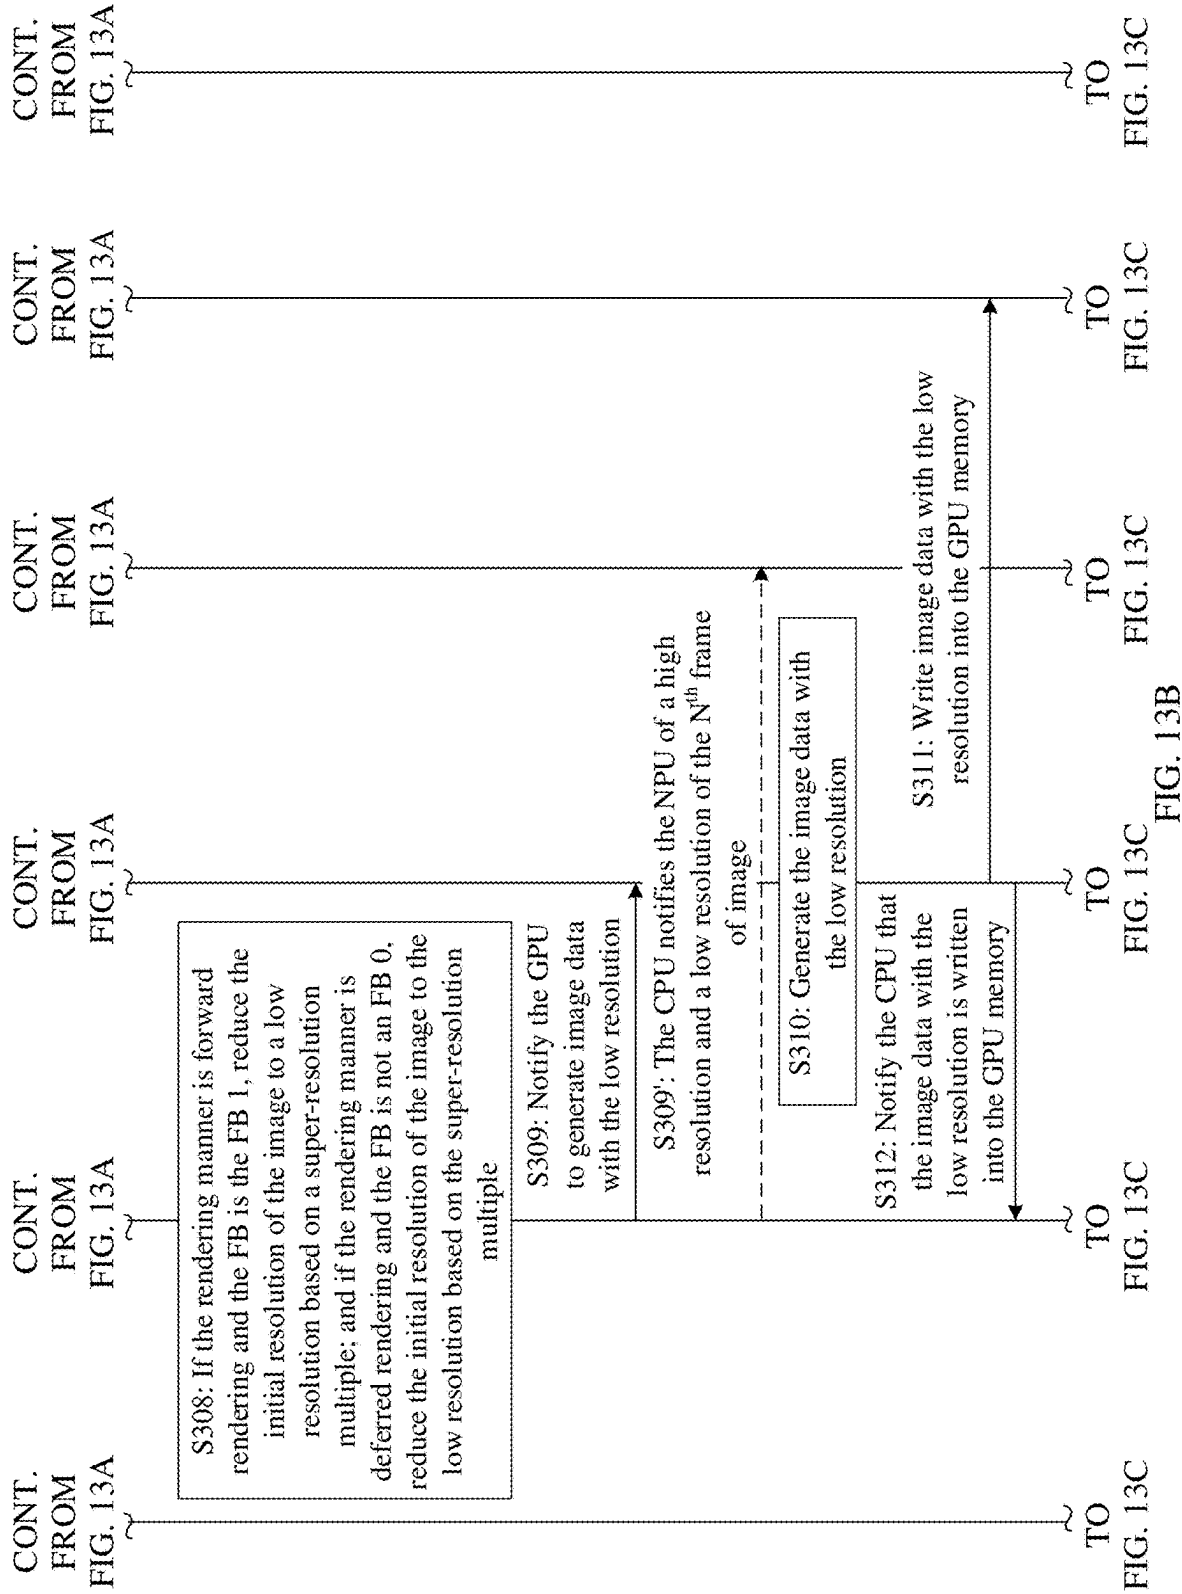 CONT.
FROM
FIG. 13A
CONT.
FROM
FIG. 13A
CONT.
FROM
FIG. 13A
CONT.
FROM
FIG. 13A
CONT.
FROM
FIG. 13A
CONT.
FROM
FIG. 13A
S308: If the rendering manner is forward
rendering and the FB is the FB 1, reduce the
initial resolution of the image to a low
resolution based on a super-resolution
multiple; and if the rendering manner is
deferred rendering and the FB is not an FB 0,
reduce the initial resolution of the image to the
low resolution based on the super-resolution
multiple
S309: Notify the GPU
to generate image data
with the low resolution
S309': The CPU notifies the NPU of a high
resolution and a low resolution of the Nth frame
of image
S310: Generate the image data with
the low resolution
S311: Write image data with the low
resolution into the GPU memory
S312: Notify the CPU that
the image data with the
low resolution is written
into the GPU memory
TO
FIG. 13C
TO
FIG. 13C
TO
FIG. 13C
TO
FIG. 13C
TO
FIG. 13C
TO
FIG. 13C
FIG. 13B